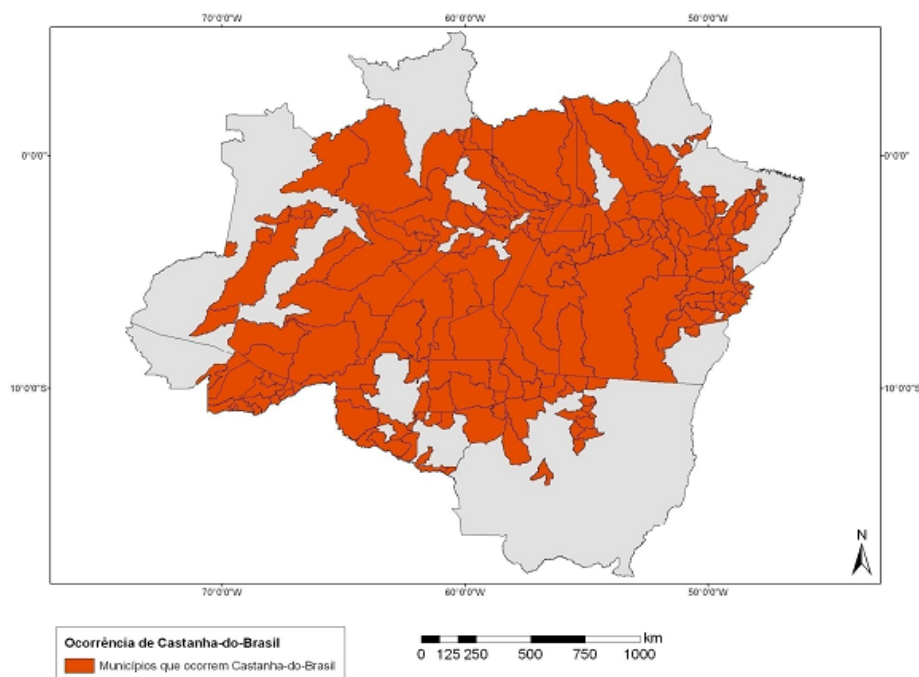 70°0'0"W 60°0'0"W 50°0'0"W
0°0'0" 0°0'0"
10°0'0"S 10°0'0"S
N
70°0'0"W 60°0'0"W 50°0'0"W
Ocorrência de Castanha-do-Brasil
Municípios que ocorrem Castanha-do-Brasil
km
0 125 250 500 750 1000